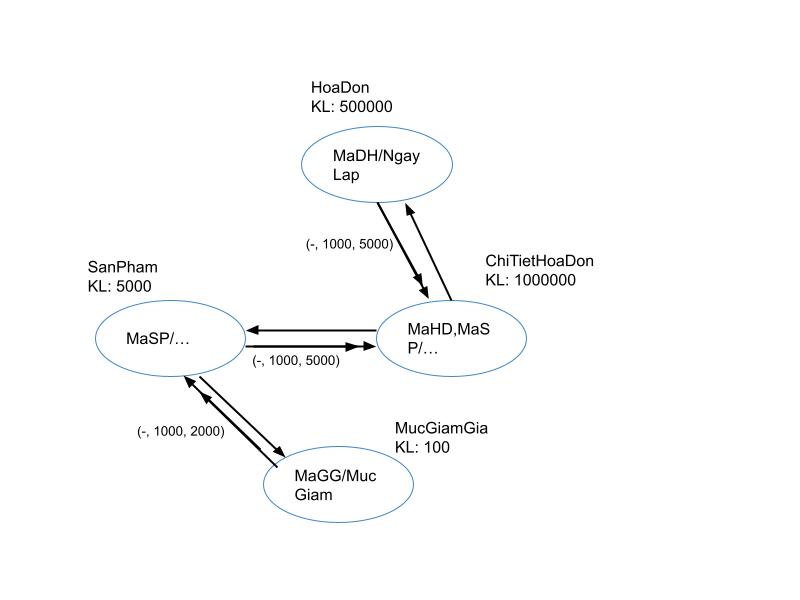 HoaDon
KL: 500000
MaDH/Ngay
Lap
(-, 1000, 5000)
ChiTietHoaDon
KL: 1000000
SanPham
KL: 5000
MaSP/…
MaHD,MaS
P/…
(-, 1000, 5000)
(-, 1000, 2000)
MucGiamGia
KL: 100
MaGG/Muc
Giam